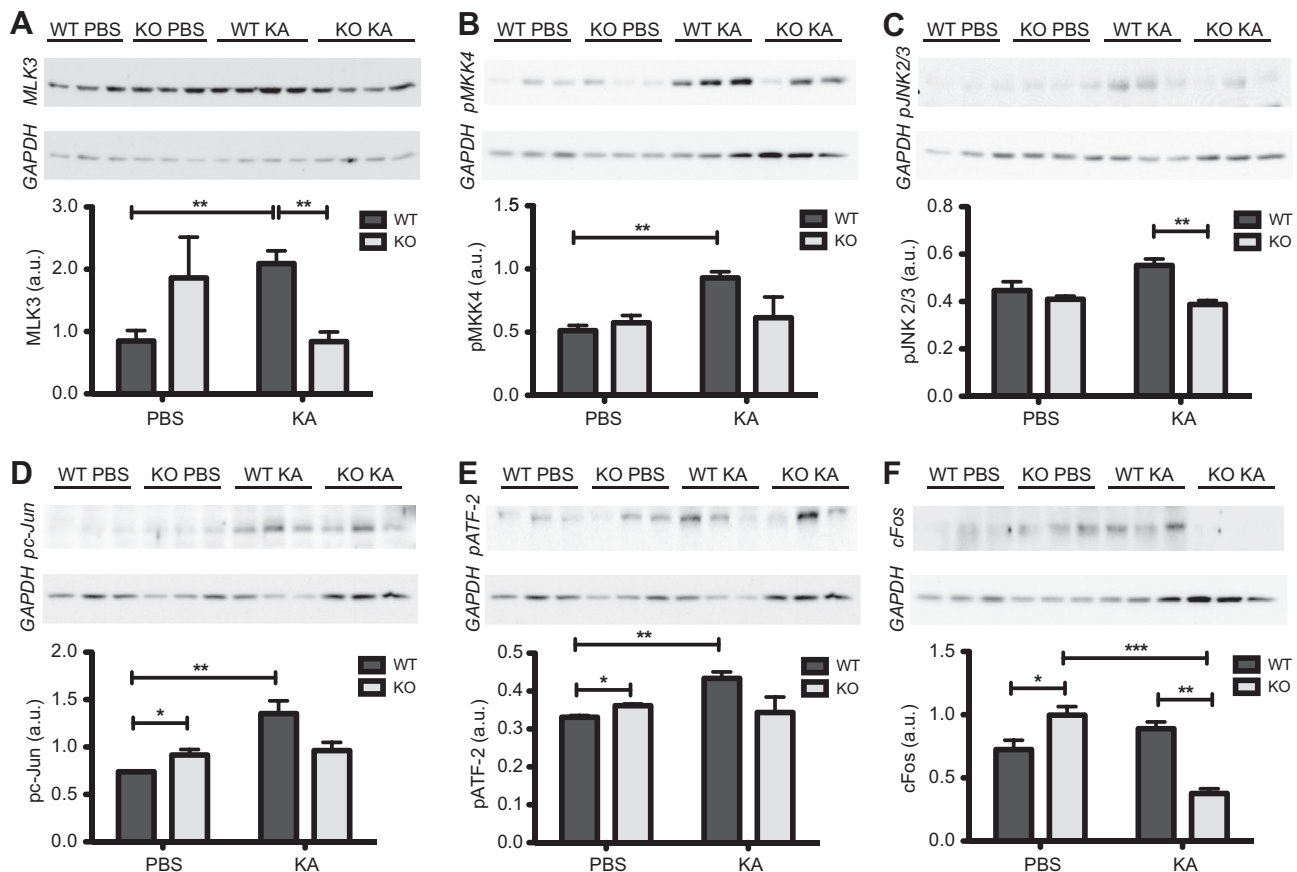 A WT PBS KO PBS WT KA KO KA
MLK3
GAPDH
** **
WT
KO
MLK3 (a.u.)
3.0
2.0
1.0
0.0
PBS KA
B WT PBS KO PBS WT KA KO KA
pMKK4
GAPDH
**
WT
KO
pMKK4 (a.u.)
1.5
1.0
0.5
0.0
PBS KA
C WT PBS KO PBS WT KA KO KA
pJNK2/3
GAPDH
**
WT
KO
pJNK 2/3 (a.u.)
0.8
0.6
0.4
0.2
0.0
PBS KA
D WT PBS KO PBS WT KA KO KA
pc-Jun
GAPDH
**
*
WT
KO
pc-Jun (a.u.)
2.0
1.5
1.0
0.5
0.0
PBS KA
E WT PBS KO PBS WT KA KO KA
pATF-2
GAPDH
**
*
WT
KO
pATF-2 (a.u.)
0.5
0.4
0.3
0.2
0.1
0.0
PBS KA
F WT PBS KO PBS WT KA KO KA
cFos
GAPDH
***
* **
WT
KO
cFos (a.u.)
1.5
1.0
0.5
0.0
PBS KA